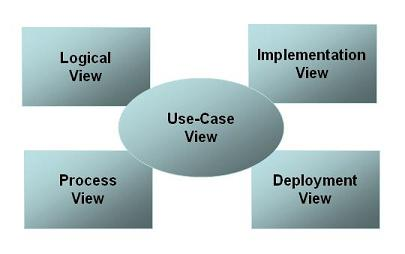 Logical
View
Implementation
View
Use-Case
View
Process
View
Deployment
View